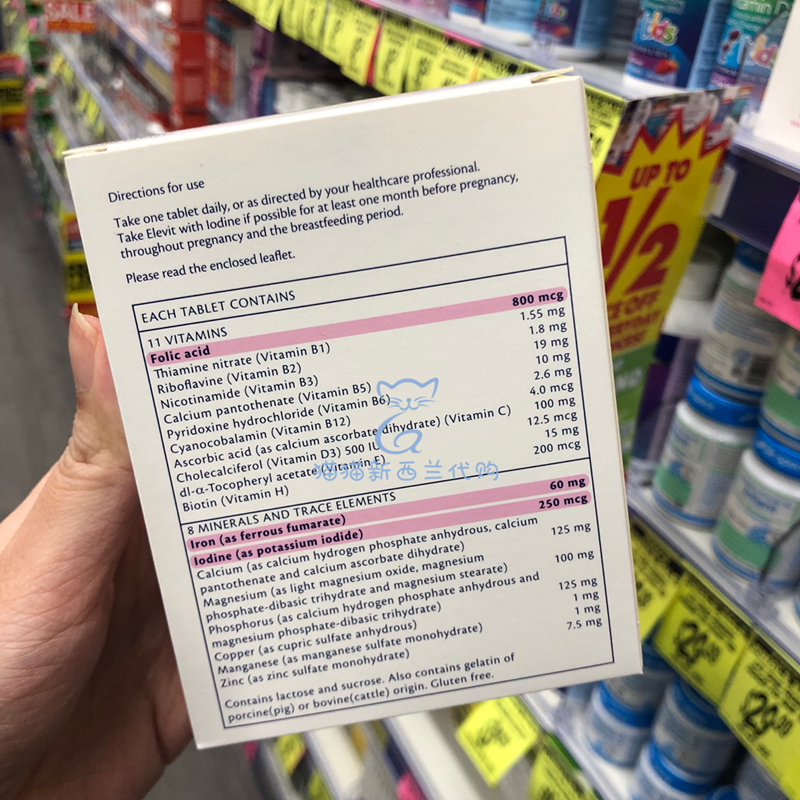 Directions for use
Take one tablet daily, or as directed by your healthcare professional.
Take Elevit with Iodine if possible for at least one month before pregnancy,
throughout pregnancy and the breastfeeding period.
Please read the enclosed leaflet.
EACH TABLET CONTAINS
11 VITAMINS
Folic acid 800 mcg
Thiamine nitrate (Vitamin B1) 1.55 mg
Riboflavine (Vitamin B2) 1.8 mg
Nicotinamide (Vitamin B3) 19 mg
Calcium pantothenate (Vitamin B5) 10 mg
Pyridoxine hydrochloride (Vitamin B6) 2.6 mg
Cyanocobalamin (Vitamin B12) 4.0 mcg
Ascorbic acid (as calcium ascorbate dihydrate) (Vitamin C) 100 mg
Cholecalciferol (Vitamin D3) 500 IU 12.5 mcg
dl-α-Tocopheryl acetate (Vitamin E) 15 mg
Biotin (Vitamin H) 200 mcg
8 MINERALS AND TRACE ELEMENTS
Iron (as ferrous fumarate) 60 mg
Iodine (as potassium iodide) 250 mcg
Calcium (as calcium hydrogen phosphate anhydrous, calcium
pantothenate and calcium ascorbate dihydrate) 125 mg
Magnesium (as light magnesium oxide, magnesium
phosphate-dibasic trihydrate and magnesium stearate) 100 mg
Phosphorus (as calcium hydrogen phosphate anhydrous and
magnesium phosphate-dibasic trihydrate) 125 mg
Copper (as cupric sulfate anhydrous) 1 mg
Manganese (as manganese sulfate monohydrate) 1 mg
Zinc (as zinc sulfate monohydrate) 7.5 mg
Contains lactose and sucrose. Also contains gelatin of
porcine(pig) or bovine(cattle) origin. Gluten free.
猫猫新西兰代购
UP TO
1/2
SALE
kids